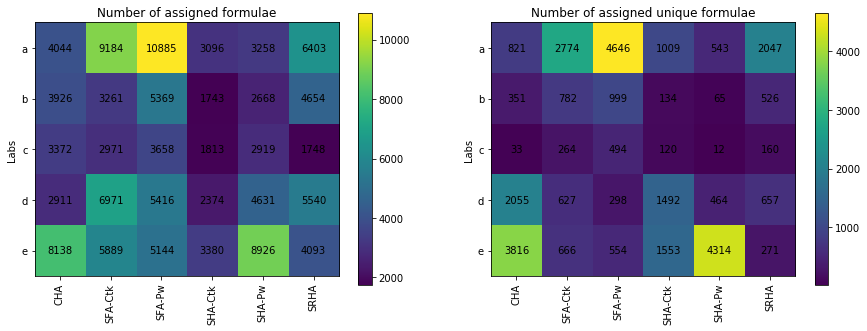 Number of assigned formulae
Labs
a 4044 9184 10885 3096 3258 6403
b 3926 3261 5369 1743 2668 4654
c 3372 2971 3658 1813 2919 1748
d 2911 6971 5416 2374 4631 5540
e 8138 5889 5144 3380 8926 4093
CHA SFA-Ctk SFA-Pw SHA-Ctk SHA-Pw SRHA
10000
8000
6000
4000
2000
Number of assigned unique formulae
Labs
a 821 2774 4646 1009 543 2047
b 351 782 999 134 65 526
c 33 264 494 120 12 160
d 2055 627 298 1492 464 657
e 3816 666 554 1553 4314 271
CHA SFA-Ctk SFA-Pw SHA-Ctk SHA-Pw SRHA
4000
3000
2000
1000